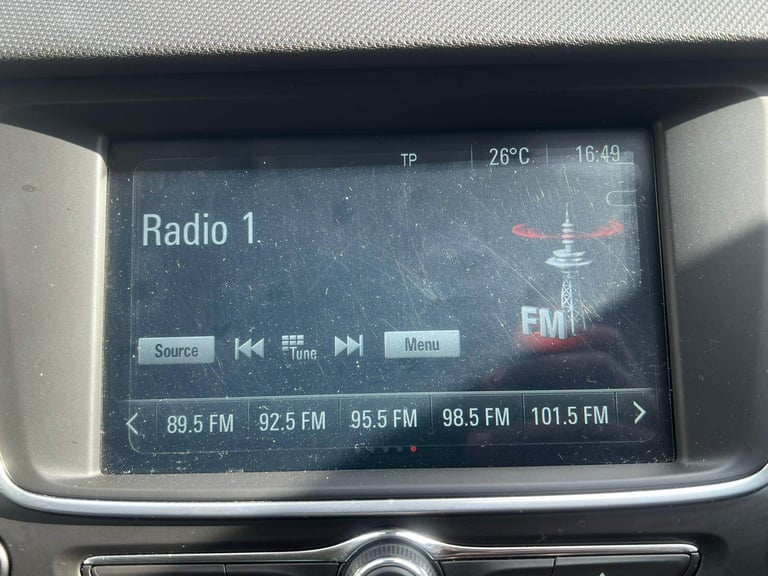 TP 26°C 16:49
Radio 1
FM
Source Tune Menu
89.5 FM 92.5 FM 95.5 FM 98.5 FM 101.5 FM